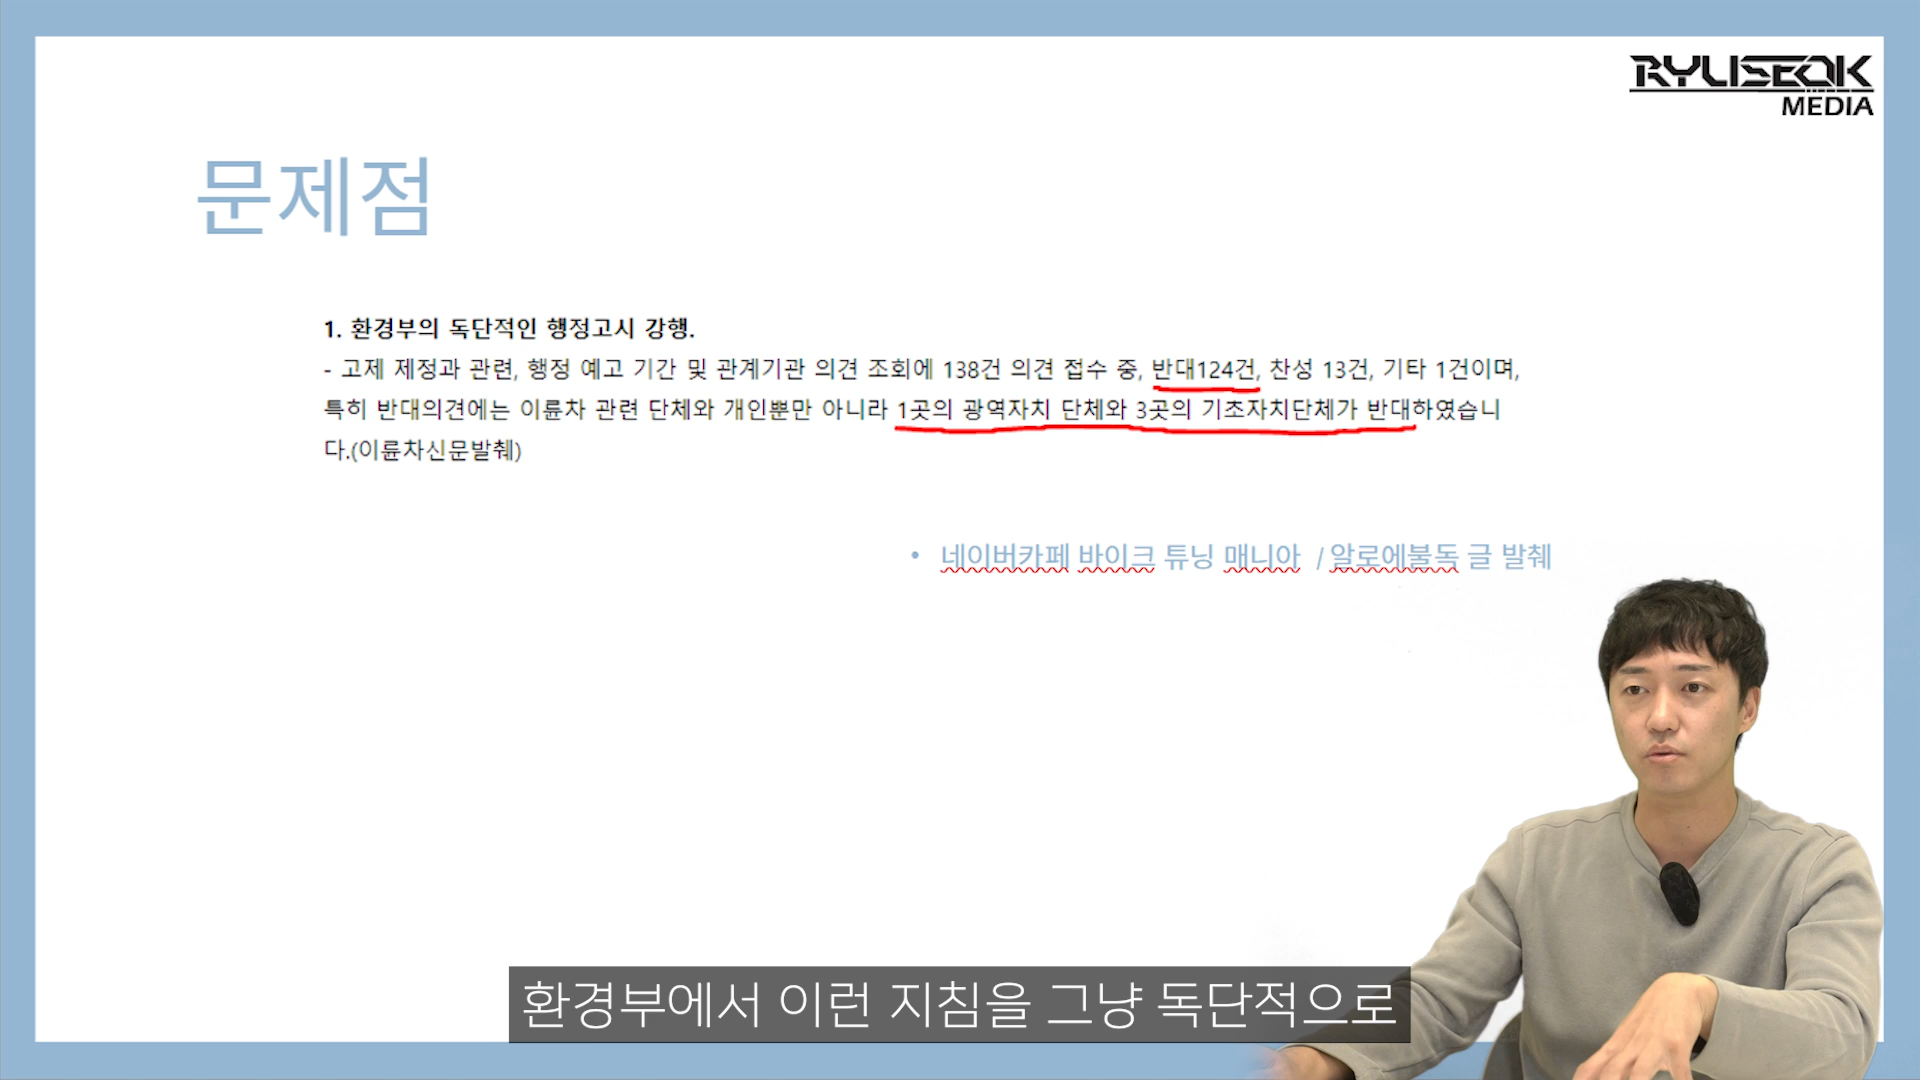 RYUSEOK
MEDIA
문제점
1. 환경부의 독단적인 행정고시 강행.
- 고제 제정과 관련, 행정 예고 기간 및 관계기관 의견 조회에 138건 의견 접수 중, 반대124건, 찬성 13건, 기타 1건이며,
특히 반대의견에는 이륜차 관련 단체와 개인뿐만 아니라 1곳의 광역자치 단체와 3곳의 기초자치단체가 반대하였습니
다.(이륜차신문발췌)
• 네이버카페 바이크 튜닝 매니아 / 알로에불독 글 발췌
환경부에서 이런 지침을 그냥 독단적으로